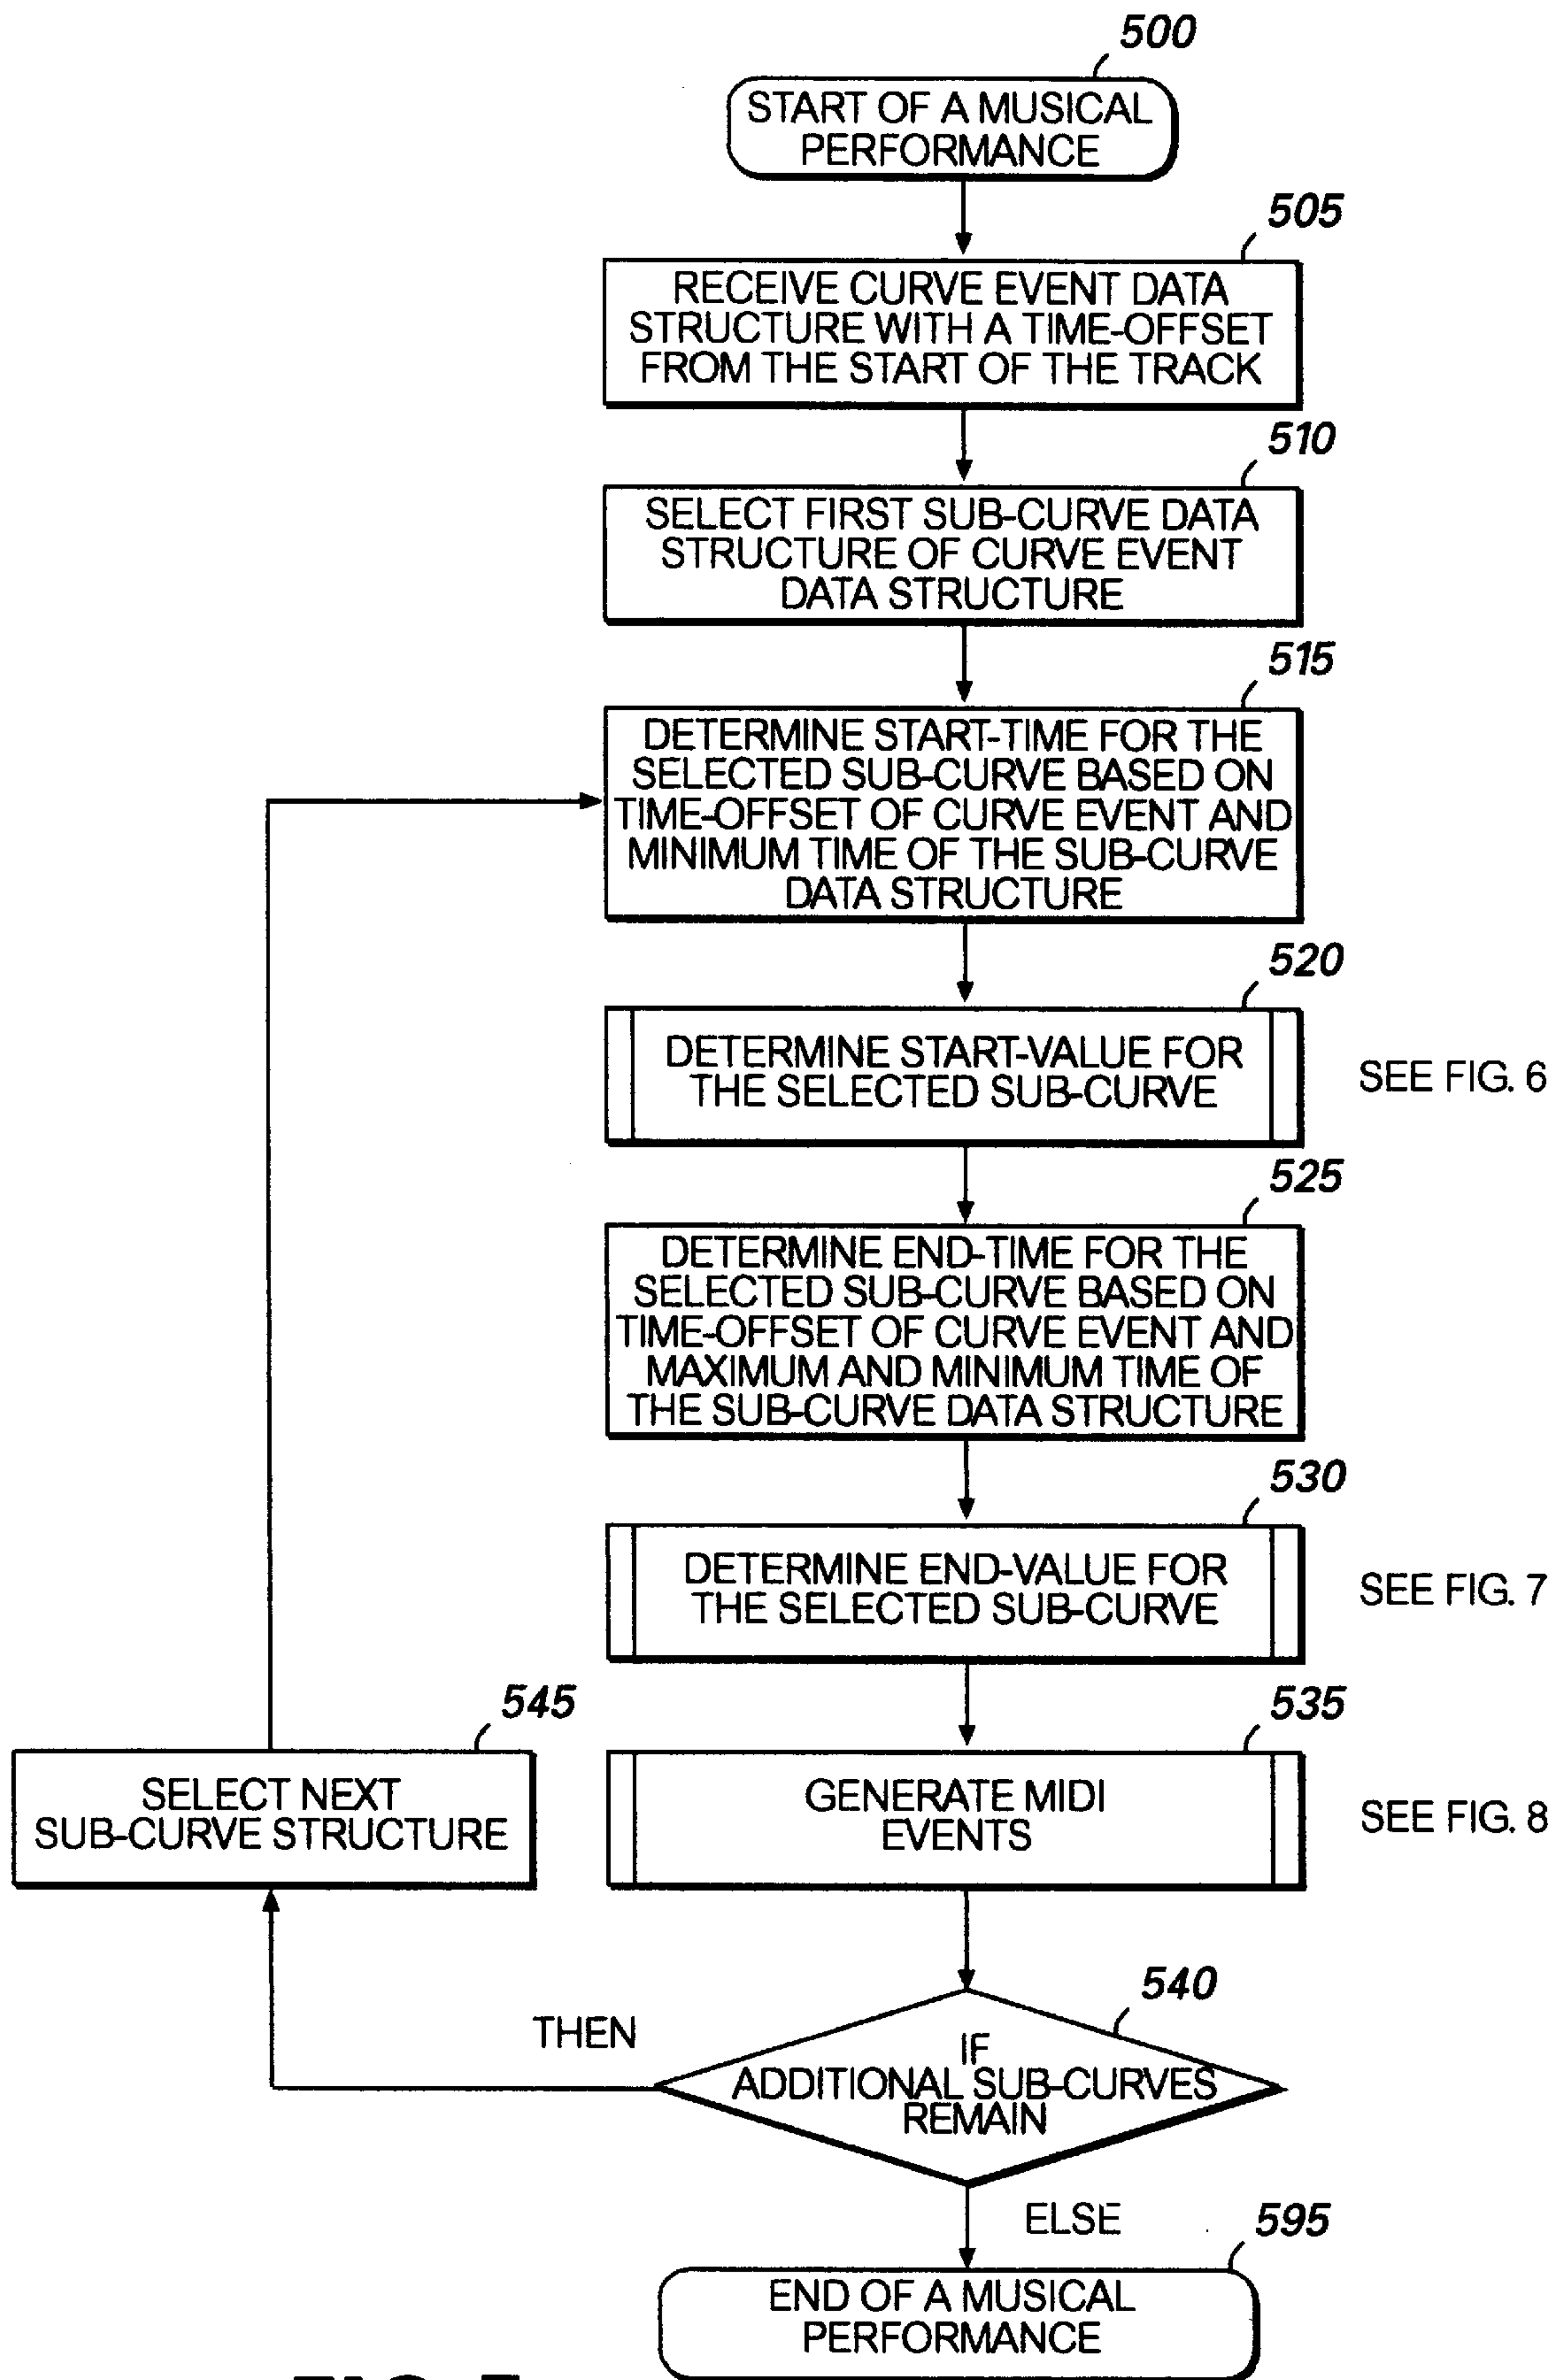 500
START OF A MUSICAL
PERFORMANCE
505
RECEIVE CURVE EVENT DATA
STRUCTURE WITH A TIME-OFFSET
FROM THE START OF THE TRACK
510
SELECT FIRST SUB-CURVE DATA
STRUCTURE OF CURVE EVENT
DATA STRUCTURE
515
DETERMINE START-TIME FOR THE
SELECTED SUB-CURVE BASED ON
TIME-OFFSET OF CURVE EVENT AND
MINIMUM TIME OF THE SUB-CURVE
DATA STRUCTURE
520
DETERMINE START-VALUE FOR
THE SELECTED SUB-CURVE
SEE FIG. 6
525
DETERMINE END-TIME FOR THE
SELECTED SUB-CURVE BASED ON
TIME-OFFSET OF CURVE EVENT AND
MAXIMUM AND MINIMUM TIME OF
THE SUB-CURVE DATA STRUCTURE
530
DETERMINE END-VALUE FOR
THE SELECTED SUB-CURVE
SEE FIG. 7
535
GENERATE MIDI
EVENTS
SEE FIG. 8
545
SELECT NEXT
SUB-CURVE STRUCTURE
540
IF
ADDITIONAL SUB-CURVES
REMAIN
THEN
ELSE
595
END OF A MUSICAL
PERFORMANCE